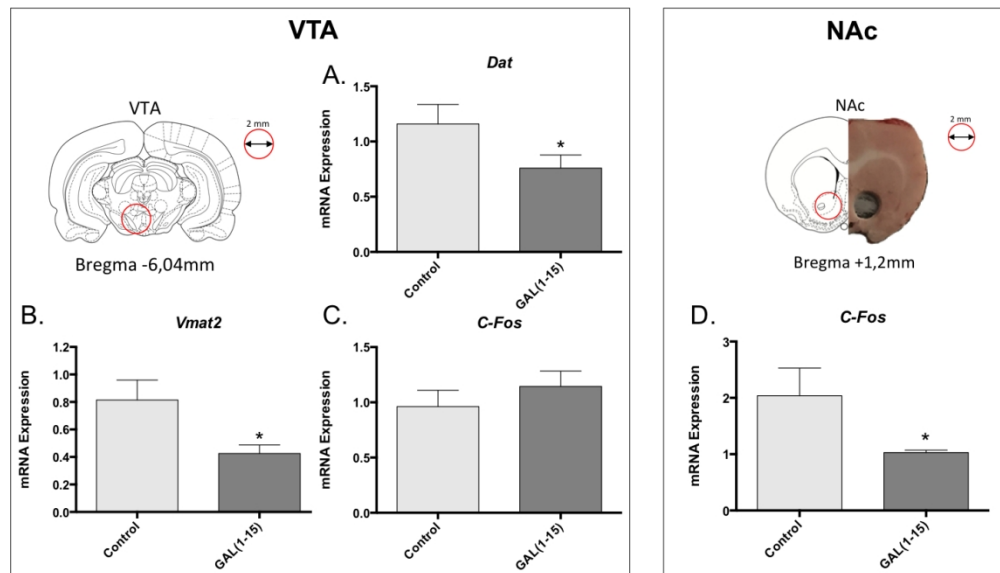 VTA
VTA
2 mm
Bregma -6,04mm
A.
Dat
mRNA Expression
1.5
1.0
0.5
0.0
*
Control
GAL(1-15)
B.
Vmat2
mRNA Expression
1.2
1.0
0.8
0.6
0.4
0.2
0.0
*
Control
GAL(1-15)
C.
C-Fos
mRNA Expression
1.5
1.0
0.5
0.0
Control
GAL(1-15)
NAc
NAc
2 mm
Bregma +1,2mm
D.
C-Fos
mRNA Expression
3
2
1
0
*
Control
GAL(1-15)